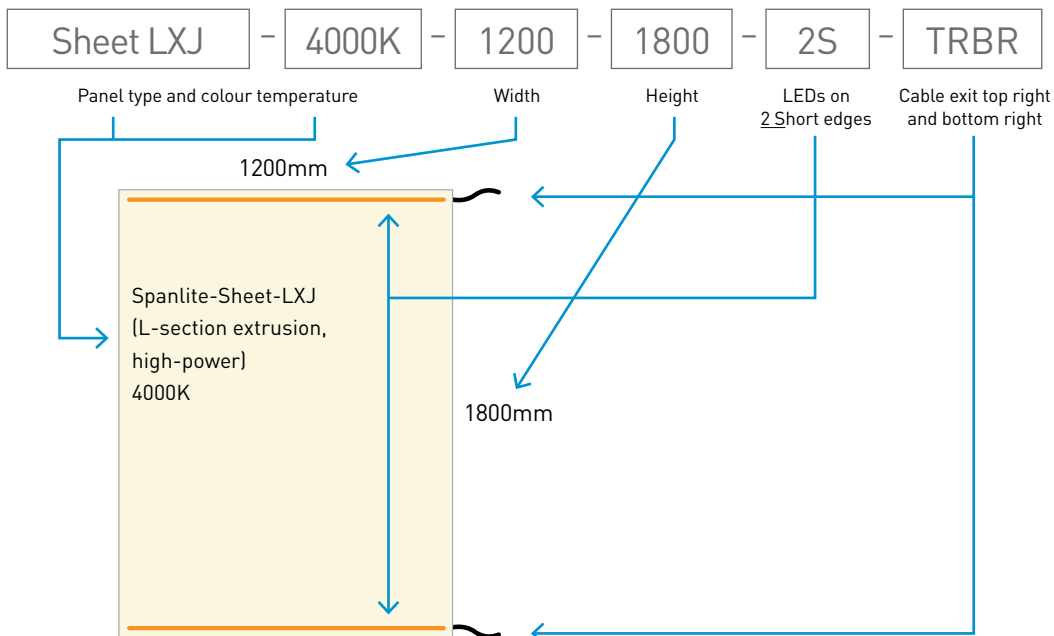 Sheet LXJ – 4000K – 1200 – 1800 – 2S – TRBR
Panel type and colour temperature
Width
Height
LEDs on
2 Short edges
Cable exit top right
and bottom right
1200mm
Spanlite-Sheet-LXJ
(L-section extrusion,
high-power)
4000K
1800mm